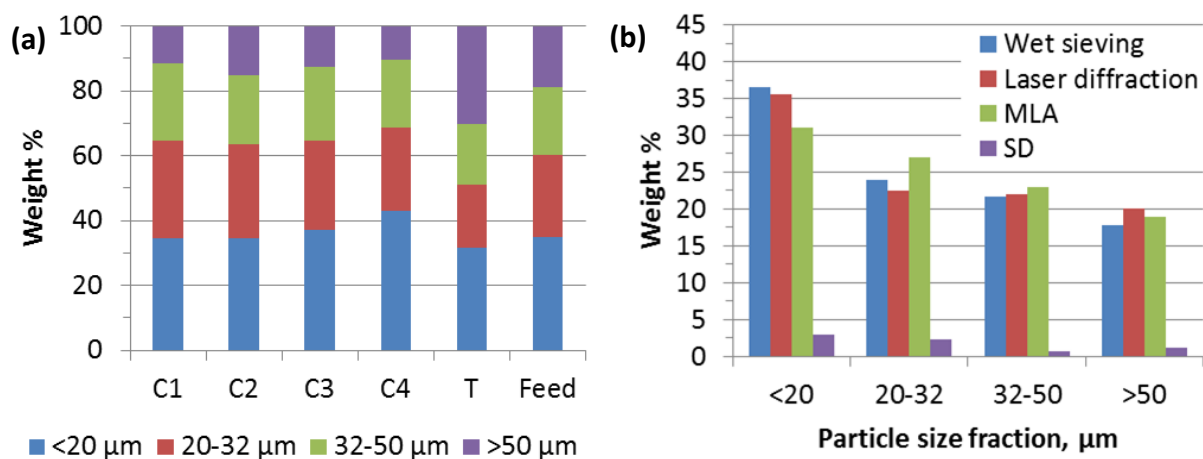 (a)
Weight %
100
80
60
40
20
0
C1 C2 C3 C4 T Feed
<20 µm 20-32 µm 32-50 µm >50 µm
(b)
Weight %
45
40
35
30
25
20
15
10
5
0
Wet sieving
Laser diffraction
MLA
SD
<20 20-32 32-50 >50
Particle size fraction, µm